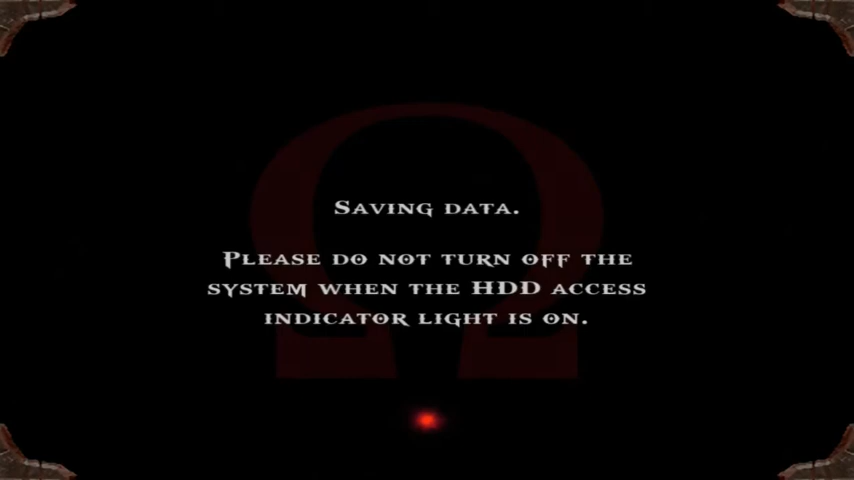 Saving data.
Please do not turn off the
system when the HDD access
indicator light is on.